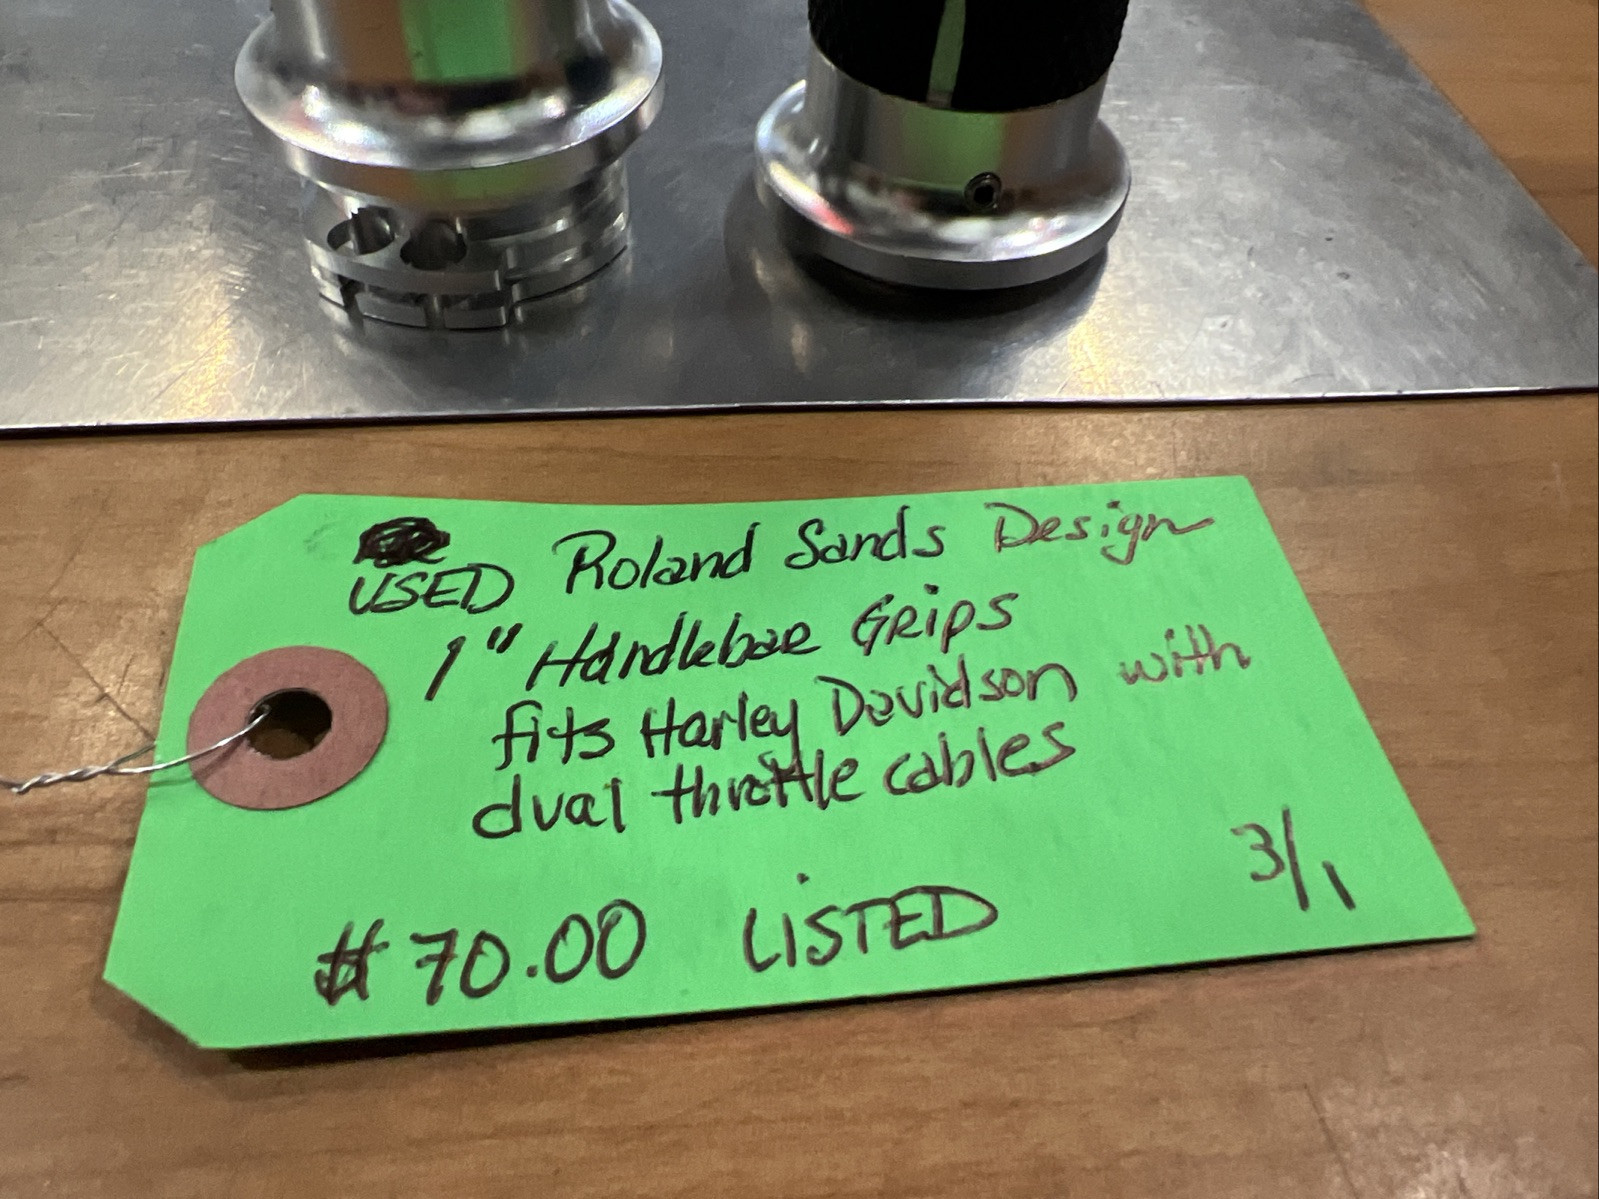 USED Roland Sands Design
1" Handlebar Grips
fits Harley Davidson with
dual throttle cables
3/1
$70.00 LISTED